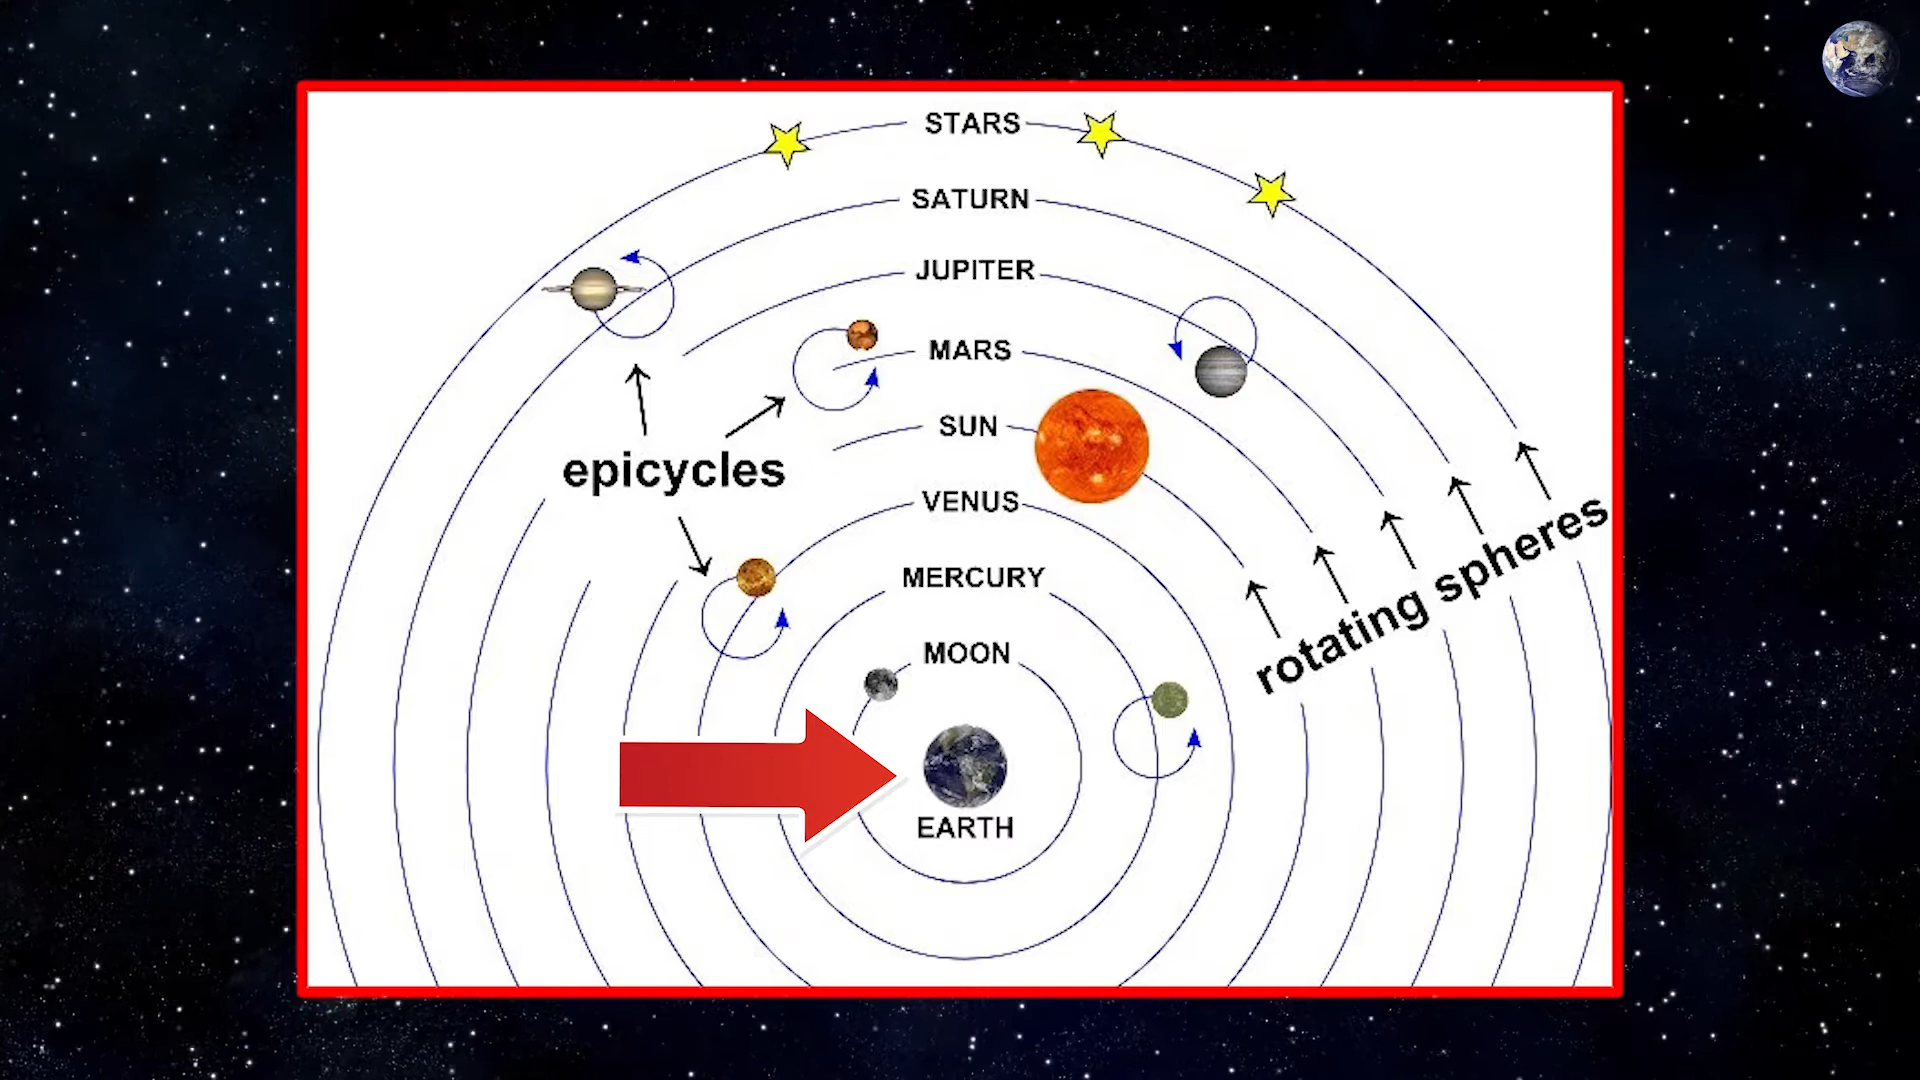 STARS
SATURN
JUPITER
MARS
SUN
epicycles
VENUS
rotating spheres
MERCURY
MOON
EARTH